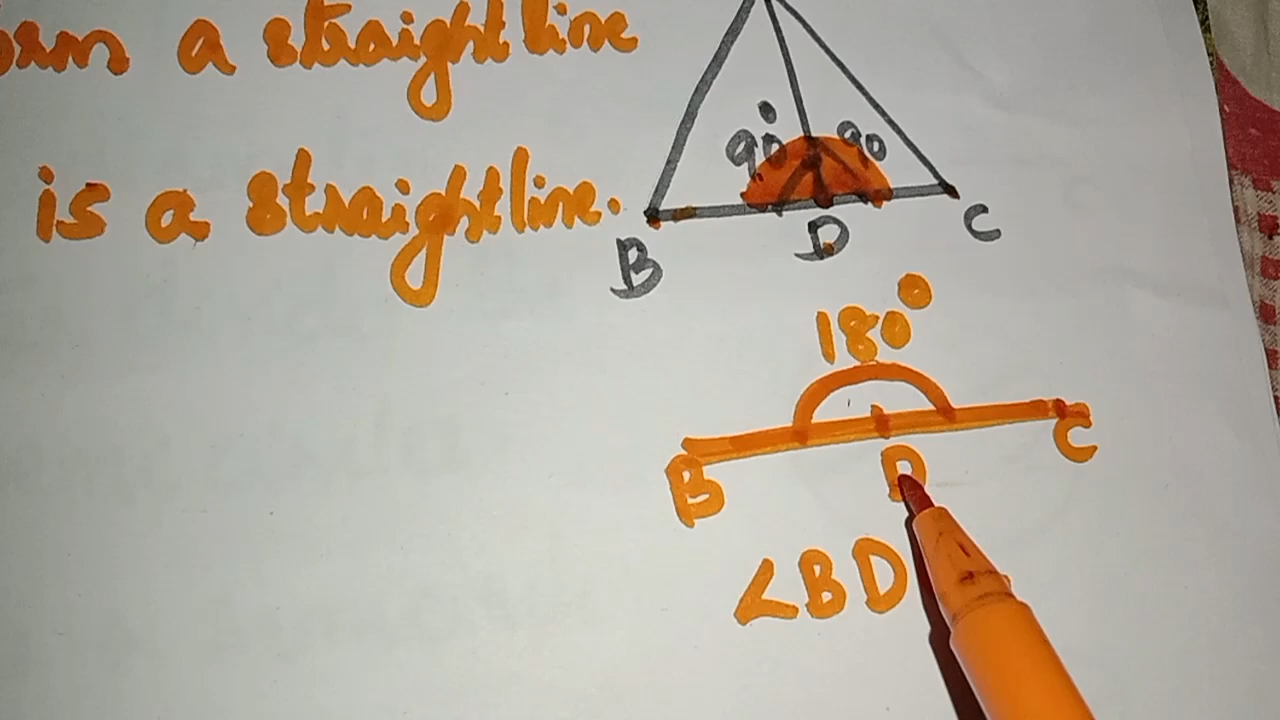 a straight line
is a straight line.
90° 90
B D C
180°
B D C
∠BD